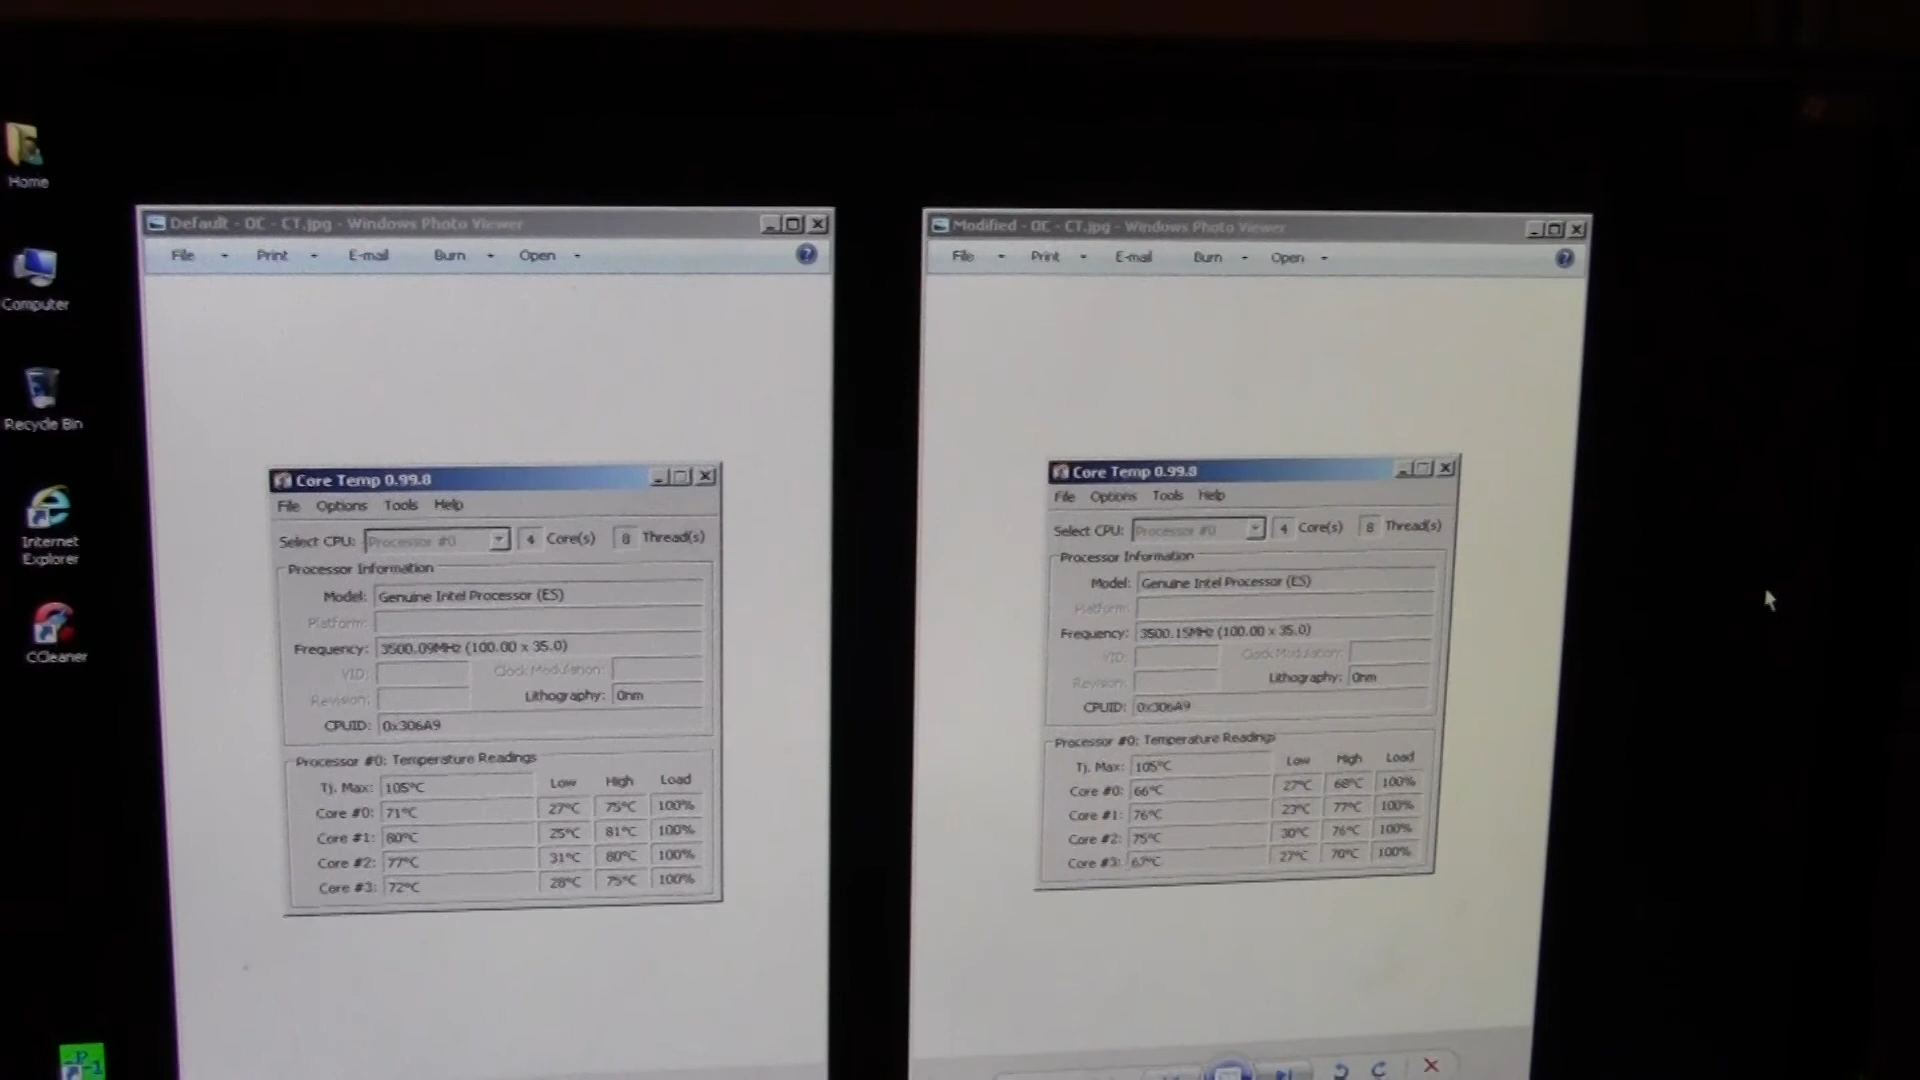 Home
Computer
Recycle Bin
Internet
Explorer
CCleaner
Default - OC - CT.jpg - Windows Photo Viewer
File Print E-mail Burn Open
Core Temp 0.99.8
File Options Tools Help
Select CPU: Processor #0 4 Core(s) 8 Thread(s)
Processor Information
Model: Genuine Intel Processor (ES)
Platform:
Frequency: 3500.09MHz (100.00 x 35.0)
VID: Clock Modulation:
Revision: Lithography: 0nm
CPUID: 0x306A9
Processor #0: Temperature Readings
Tj. Max: 105°C Low High Load
Core #0: 71°C 27°C 75°C 100%
Core #1: 80°C 25°C 81°C 100%
Core #2: 77°C 31°C 80°C 100%
Core #3: 72°C 28°C 75°C 100%
Modified - OC - CT.jpg - Windows Photo Viewer
File Print E-mail Burn Open
Core Temp 0.99.8
File Options Tools Help
Select CPU: Processor #0 4 Core(s) 8 Thread(s)
Processor Information
Model: Genuine Intel Processor (ES)
Platform:
Frequency: 3500.15MHz (100.00 x 35.0)
VID: Clock Modulation:
Revision: Lithography: 0nm
CPUID: 0x306A9
Processor #0: Temperature Readings
Tj. Max: 105°C Low High Load
Core #0: 66°C 27°C 68°C 100%
Core #1: 76°C 23°C 77°C 100%
Core #2: 75°C 30°C 76°C 100%
Core #3: 67°C 27°C 70°C 100%